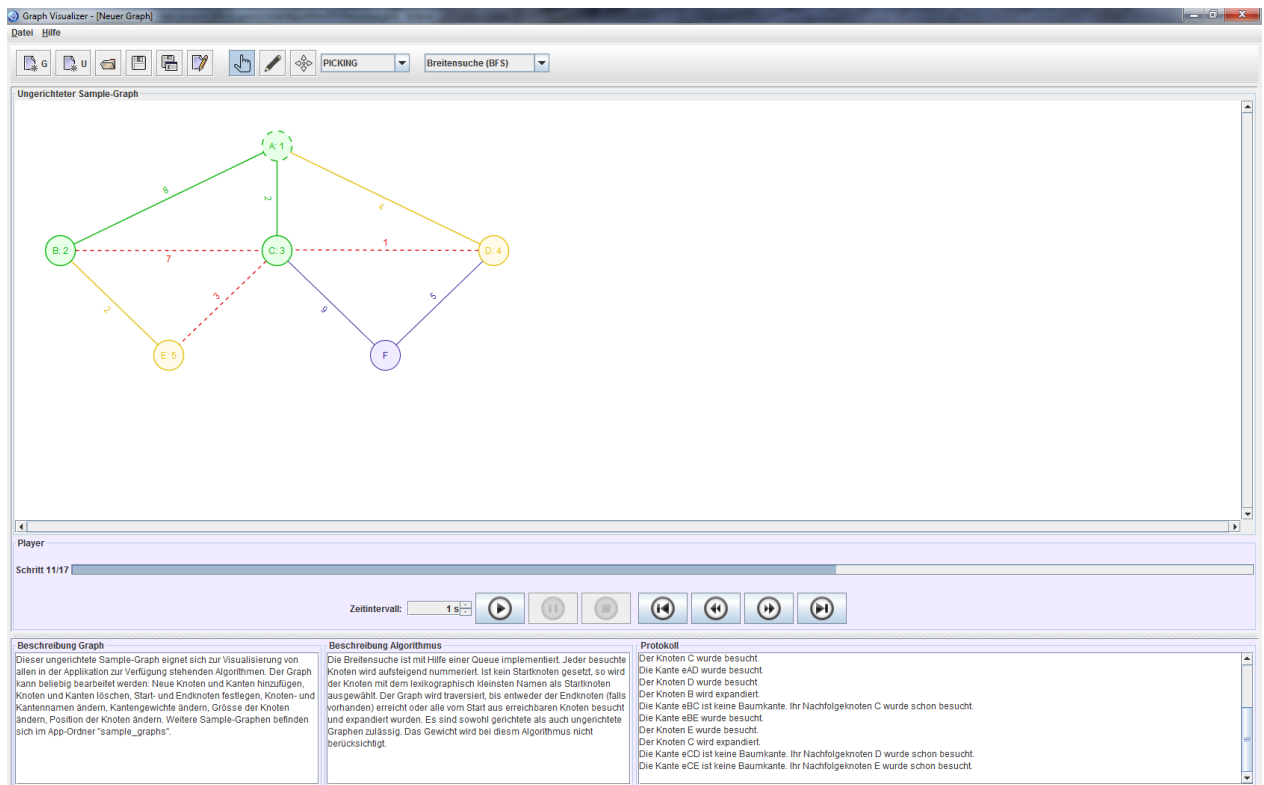 Graph Visualizer - [Neuer Graph]
Datei Hilfe
G U PICKING Breitensuche (BFS)
Ungerichteter Sample-Graph
A: 1
8
2
1
B: 2
7
C: 3
1
D: 4
2
3
9
5
E: 5
F
Player
Schritt 11/17
Zeitintervall: 1 s
Beschreibung Graph
Dieser ungerichtete Sample-Graph eignet sich zur Visualisierung von
allen in der Applikation zur Verfügung stehenden Algorithmen. Der Graph
kann beliebig bearbeitet werden: Neue Knoten und Kanten hinzufügen,
Knoten und Kanten löschen, Start- und Endknoten festlegen, Knoten- und
Kantennamen ändern, Kantengewichte ändern, Grösse der Knoten
ändern, Position der Knoten ändern. Weitere Sample-Graphen befinden
sich im App-Ordner "sample_graphs".
Beschreibung Algorithmus
Die Breitensuche ist mit Hilfe einer Queue implementiert. Jeder besuchte
Knoten wird aufsteigend nummeriert. Ist kein Startknoten gesetzt, so wird
der Knoten mit dem lexikographisch kleinsten Namen als Startknoten
ausgewählt. Der Graph wird traversiert, bis entweder der Endknoten (falls
vorhanden) erreicht oder alle vom Start aus erreichbaren Knoten besucht
und expandiert wurden. Es sind sowohl gerichtete als auch ungerichtete
Graphen zulässig. Das Gewicht wird bei diesm Algorithmus nicht
berücksichtigt.
Protokoll
Der Knoten C wurde besucht.
Die Kante eAD wurde besucht.
Der Knoten D wurde besucht.
Der Knoten B wird expandiert.
Die Kante eBC ist keine Baumkante. Ihr Nachfolgeknoten C wurde schon besucht.
Die Kante eBE wurde besucht.
Der Knoten E wurde besucht.
Der Knoten C wird expandiert.
Die Kante eCD ist keine Baumkante. Ihr Nachfolgeknoten D wurde schon besucht.
Die Kante eCE ist keine Baumkante. Ihr Nachfolgeknoten E wurde schon besucht.